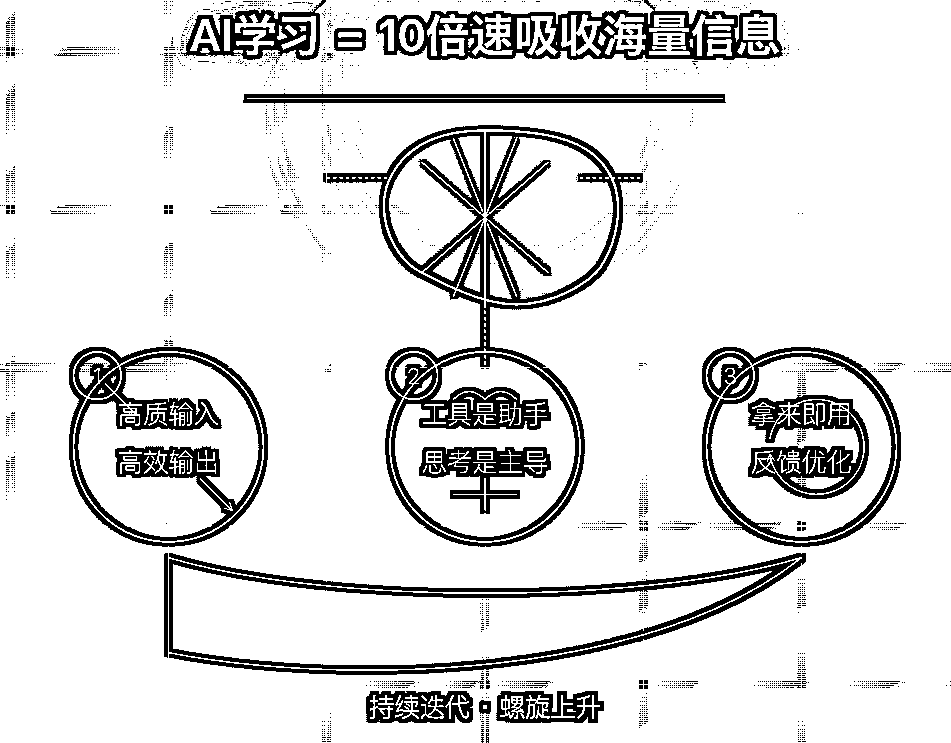 AI学习 = 10倍速吸收海量信息
1
高质输入
高效输出
2
工具是助手
思考是主导
3
拿来即用
反馈优化
持续迭代 · 螺旋上升